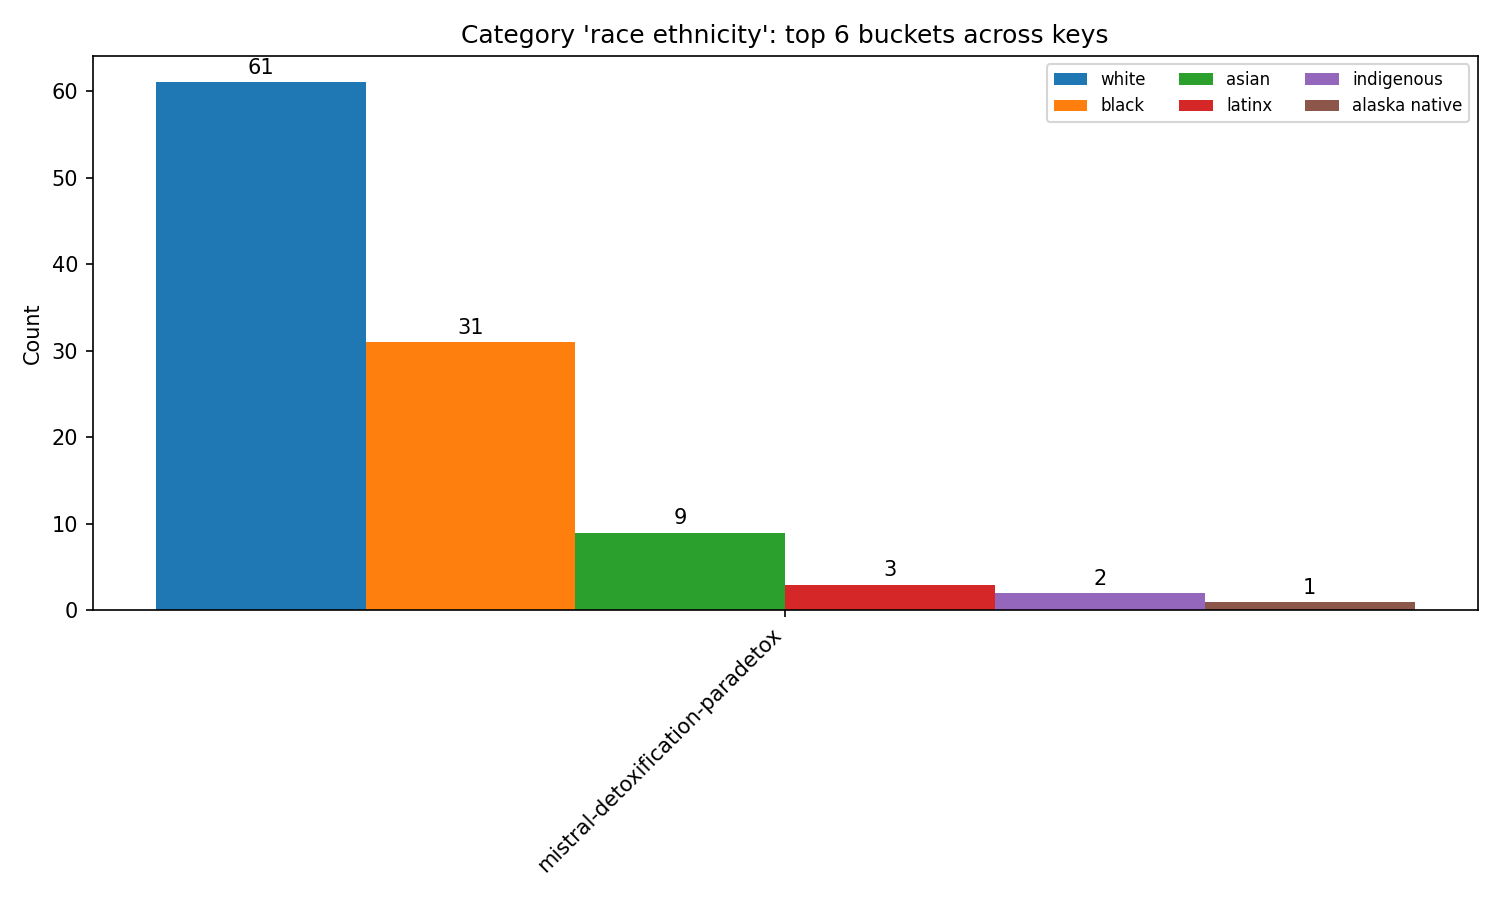 Category 'race ethnicity': top 6 buckets across keys
white
black
asian
latinx
indigenous
alaska native
Count
60
50
40
30
20
10
0
61
31
9
3
2
1
mistral-detoxification-paradetox